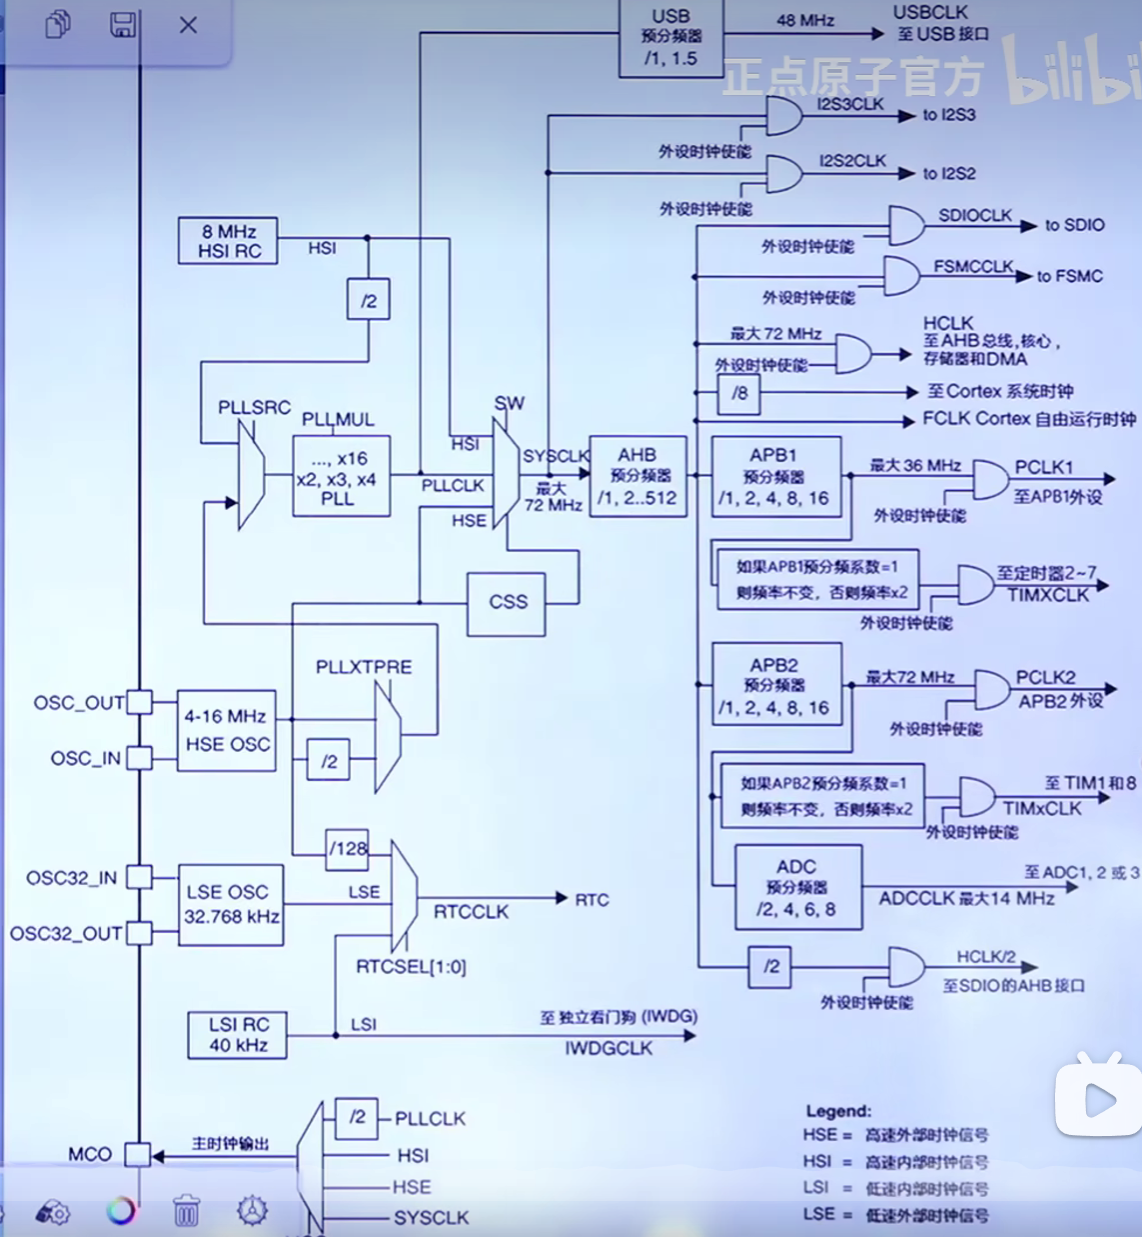 USB
预分频器
/1, 1.5
48 MHz
USBCLK
至USB接口
正点原子官方 bilibi
I2S3CLK
to I2S3
外设时钟使能
I2S2CLK
to I2S2
外设时钟使能
SDIOCLK
to SDIO
外设时钟使能
FSMCCLK
to FSMC
外设时钟使能
8 MHz
HSI RC
HSI
/2
最大 72 MHz
外设时钟使能
HCLK
至AHB总线,核心,
存储器和DMA
/8
至Cortex 系统时钟
FCLK Cortex 自由运行时钟
PLLSRC
PLLMUL
..., x16
x2, x3, x4
PLL
SW
HSI
PLLCLK
HSE
SYSCLK
最大
72 MHz
AHB
预分频器
/1, 2..512
APB1
预分频器
/1, 2, 4, 8, 16
最大 36 MHz
PCLK1
至APB1外设
外设时钟使能
如果APB1预分频系数=1
则频率不变，否则频率x2
至定时器2~7
TIMXCLK
外设时钟使能
CSS
PLLXTPRE
OSC_OUT
OSC_IN
4-16 MHz
HSE OSC
/2
APB2
预分频器
/1, 2, 4, 8, 16
最大72 MHz
PCLK2
APB2外设
外设时钟使能
如果APB2预分频系数=1
则频率不变，否则频率x2
至 TIM1和8
TIMxCLK
外设时钟使能
/128
OSC32_IN
OSC32_OUT
LSE OSC
32.768 kHz
LSE
RTCCLK
RTC
RTCSEL[1:0]
ADC
预分频器
/2, 4, 6, 8
至ADC1, 2 或 3
ADCCLK 最大14 MHz
/2
HCLK/2
至SDIO的AHB接口
外设时钟使能
LSI RC
40 kHz
LSI
至 独立看门狗 (IWDG)
IWDGCLK
MCO
主时钟输出
/2
PLLCLK
HSI
HSE
SYSCLK
Legend:
HSE = 高速外部时钟信号
HSI = 高速内部时钟信号
LSI = 低速内部时钟信号
LSE = 低速外部时钟信号